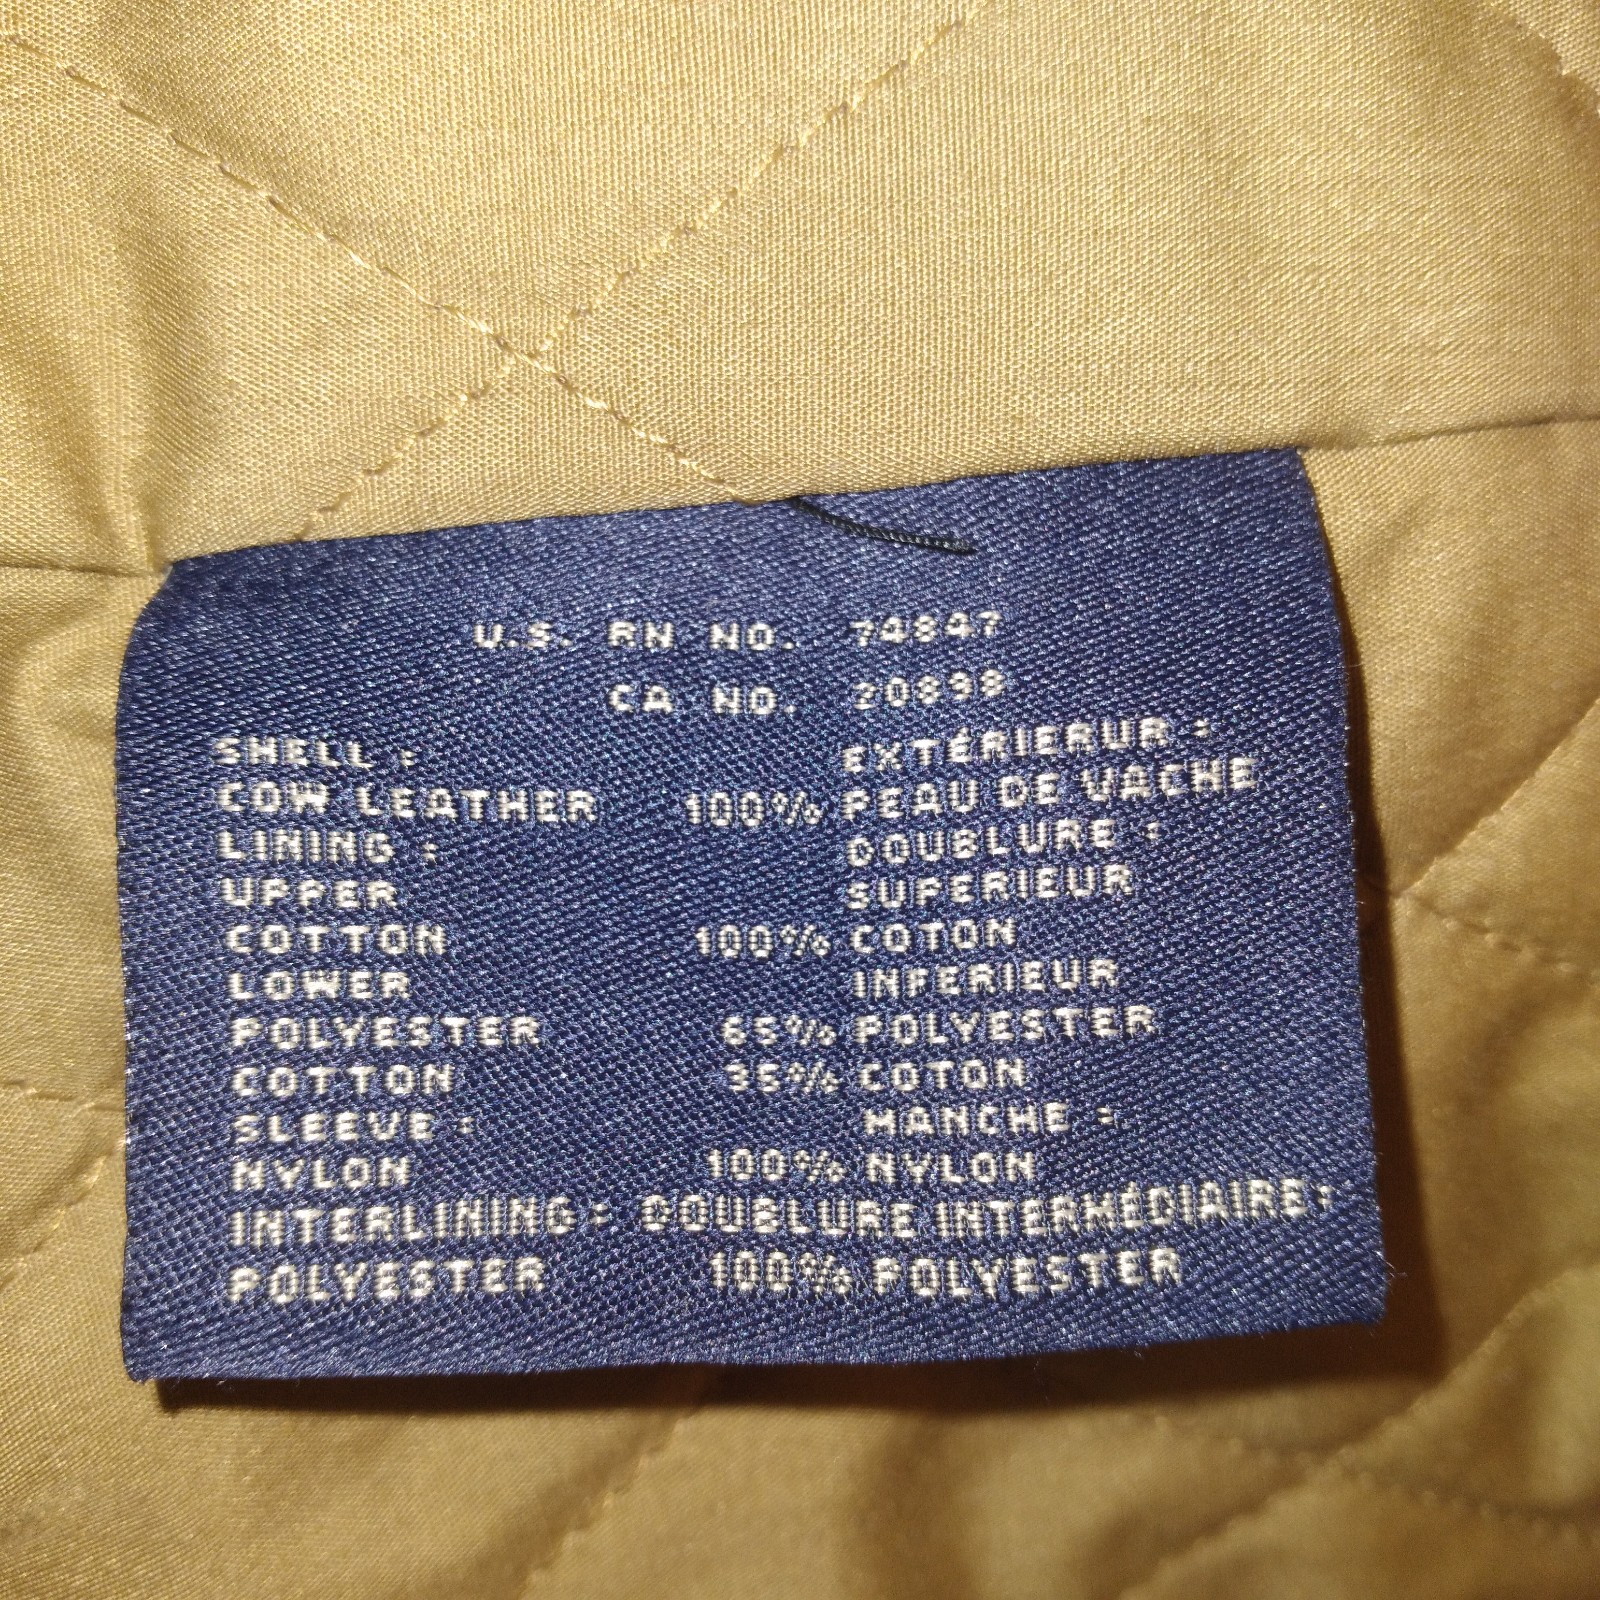 U.S. RN NO. 74847
CA NO. 20898
SHELL : EXTÉRIERUR :
COW LEATHER 100% PEAU DE VACHE
LINING : DOUBLURE :
UPPER SUPERIEUR
COTTON 100% COTON
LOWER INFERIEUR
POLYESTER 65% POLYESTER
COTTON 35% COTON
SLEEVE : MANCHE :
NYLON 100% NYLON
INTERLINING : DOUBLURE INTERMÉDIAIRE :
POLYESTER 100% POLYESTER